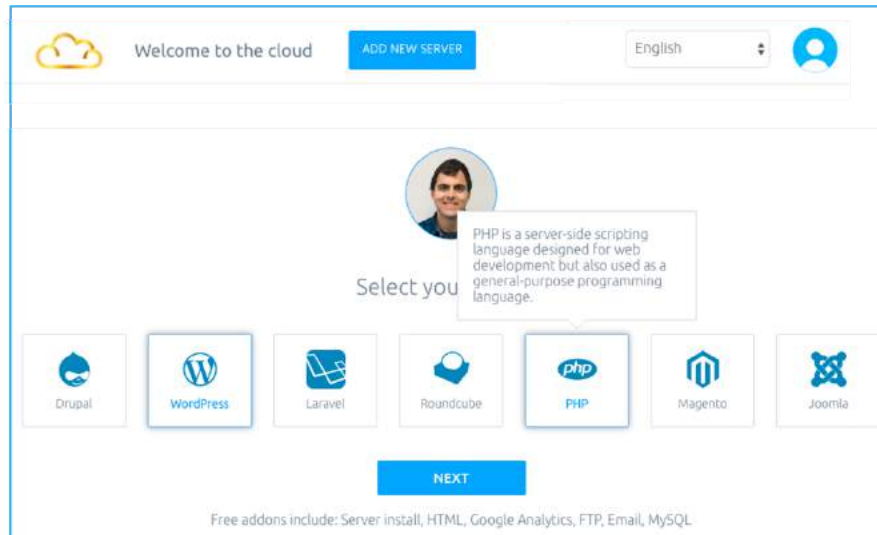 Welcome to the cloud
ADD NEW SERVER
English
PHP is a server-side scripting
language designed for web
development but also used as a
general-purpose programming
language.
Select you
Drupal
WordPress
Laravel
Roundcube
php
PHP
Magento
Joomla
NEXT
Free addons include: Server install, HTML, Google Analytics, FTP, Email, MySQL